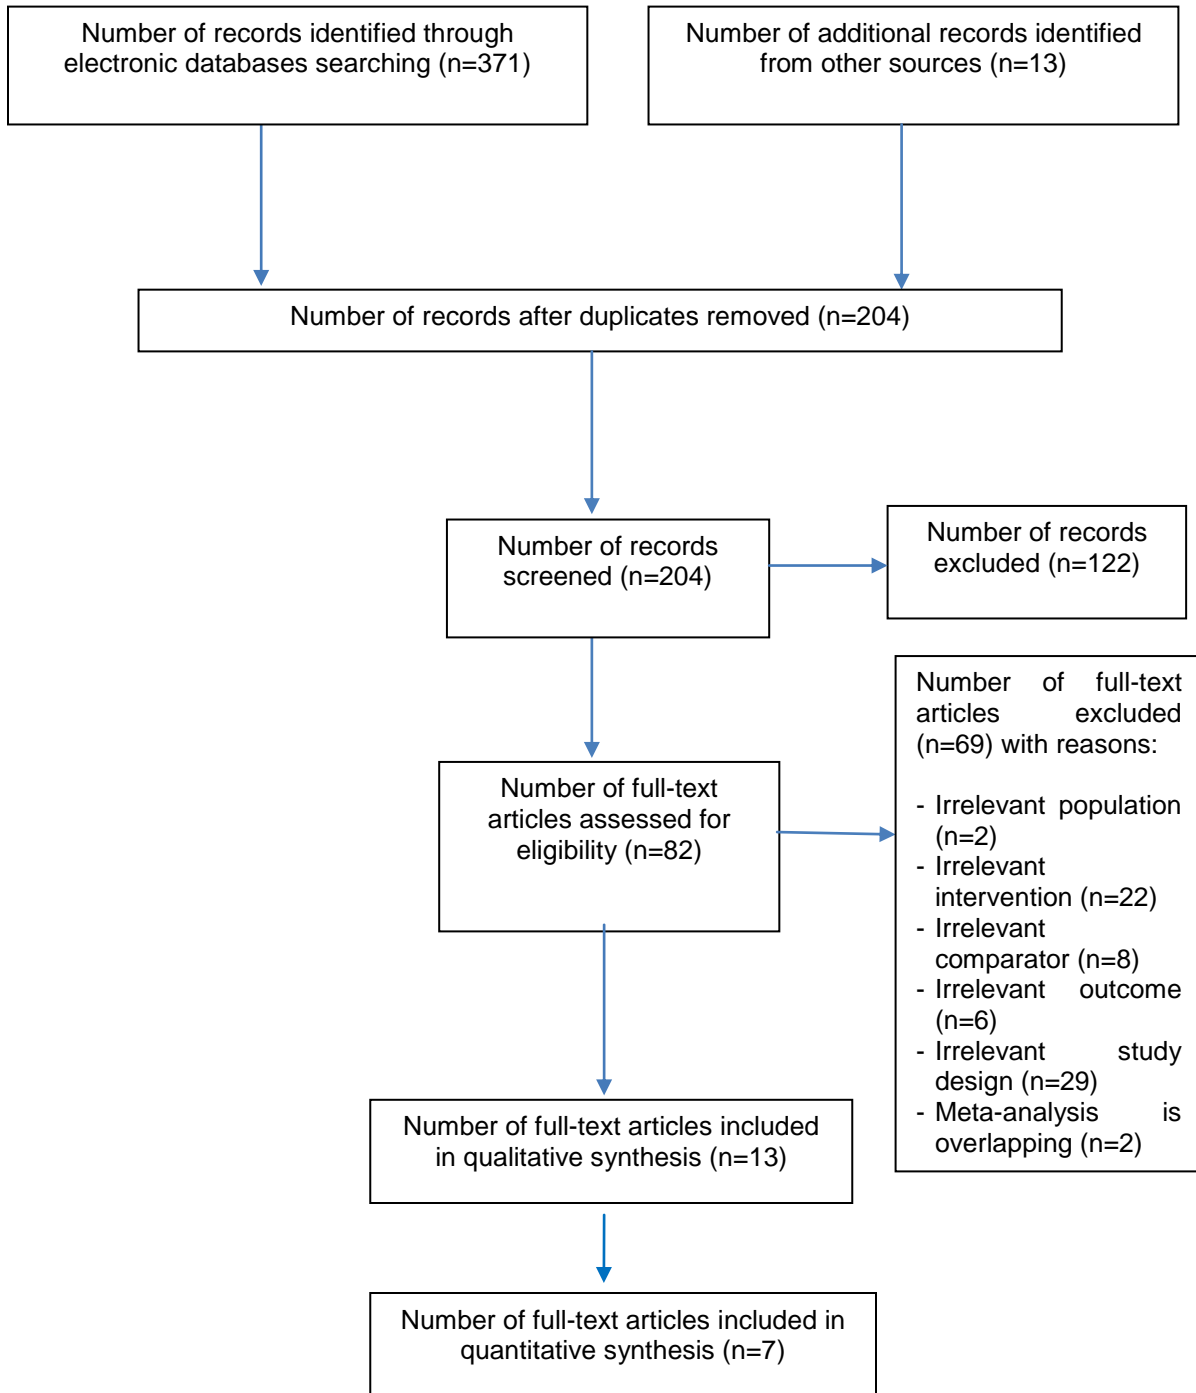 Number of records identified through
electronic databases searching (n=371)
Number of additional records identified
from other sources (n=13)
Number of records after duplicates removed (n=204)
Number of records
screened (n=204)
Number of records
excluded (n=122)
Number of full-text
articles excluded
(n=69) with reasons:
- Irrelevant population
(n=2)
- Irrelevant
intervention (n=22)
- Irrelevant
comparator (n=8)
- Irrelevant outcome
(n=6)
- Irrelevant study
design (n=29)
- Meta-analysis is
overlapping (n=2)
Number of full-text
articles assessed for
eligibility (n=82)
Number of full-text articles included
in qualitative synthesis (n=13)
Number of full-text articles included in
quantitative synthesis (n=7)